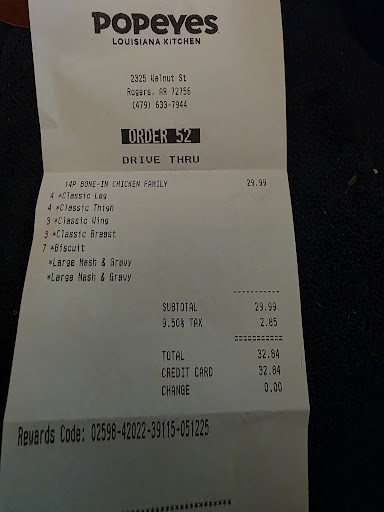 POPEYES
LOUISIANA KITCHEN
2325 Walnut St
Rogers, AR 72756
(479) 633-7944
ORDER 52
DRIVE THRU
14P BONE-IN CHICKEN FAMILY 29.99
4 *Classic Leg
4 *Classic Thigh
3 *Classic Wing
3 *Classic Breast
7 *Biscuit
*Large Mash & Gravy
*Large Mash & Gravy
-----------
SUBTOTAL 29.99
9.50% TAX 2.85
===========
TOTAL 32.84
CREDIT CARD 32.84
CHANGE 0.00
Rewards Code: 02598-42022-39115-051225
***********************